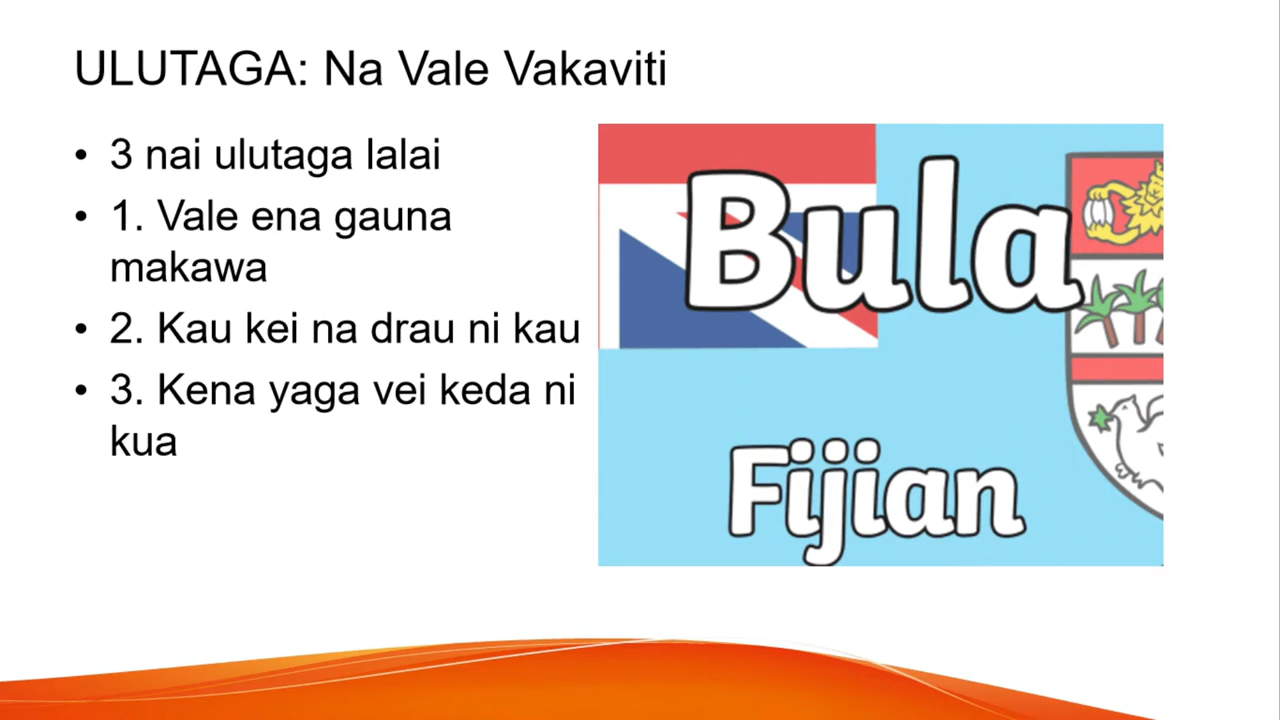 ULUTAGA: Na Vale Vakaviti
• 3 nai ulutaga lalai
• 1. Vale ena gauna
makawa
• 2. Kau kei na drau ni kau
• 3. Kena yaga vei keda ni
kua
Bula
Fijian